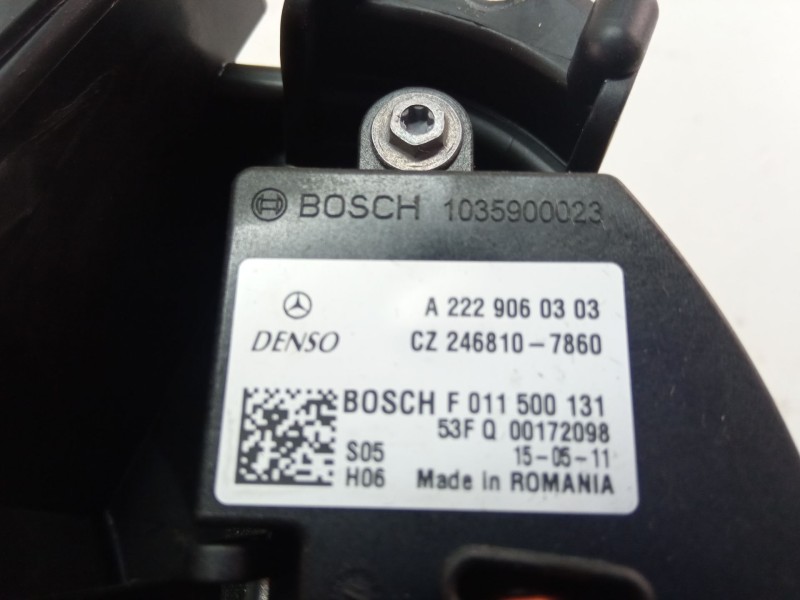 BOSCH 1035900023
A 222 906 03 03
DENSO CZ 246810-7860
BOSCH F 011 500 131
53F Q 00172098
S05 15-05-11
H06 Made in ROMANIA